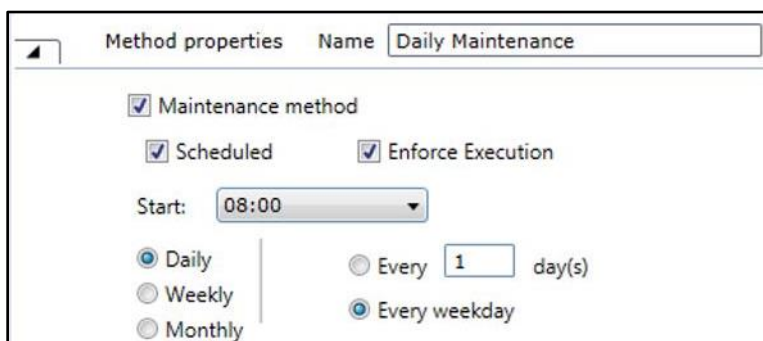 Method properties Name Daily Maintenance
Maintenance method
Scheduled Enforce Execution
Start: 08:00
Daily Every 1 day(s)
Weekly
Every weekday
Monthly